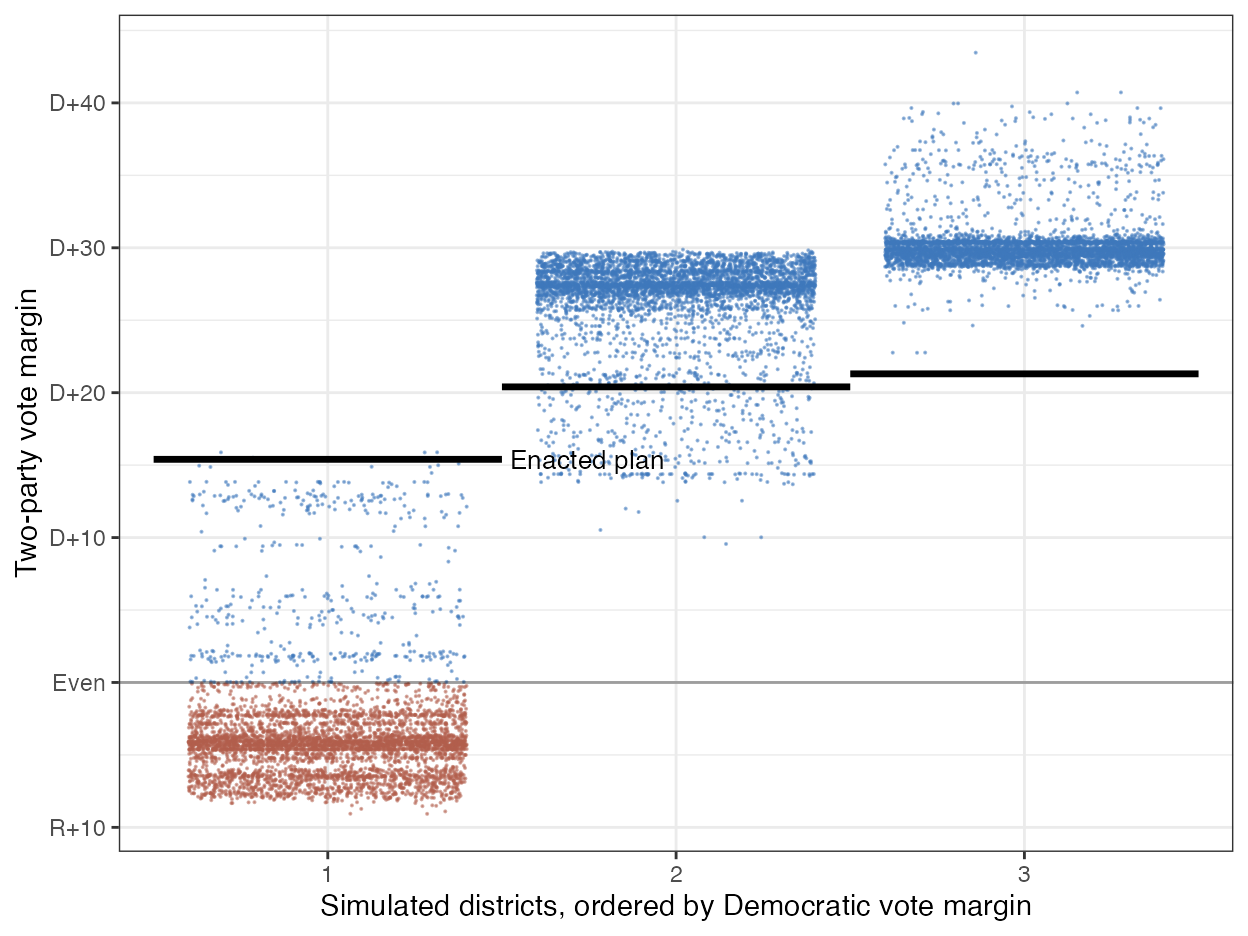 Two-party vote margin
D+40
D+30
D+20
D+10
Even
R+10
Enacted plan
1
2
3
Simulated districts, ordered by Democratic vote margin